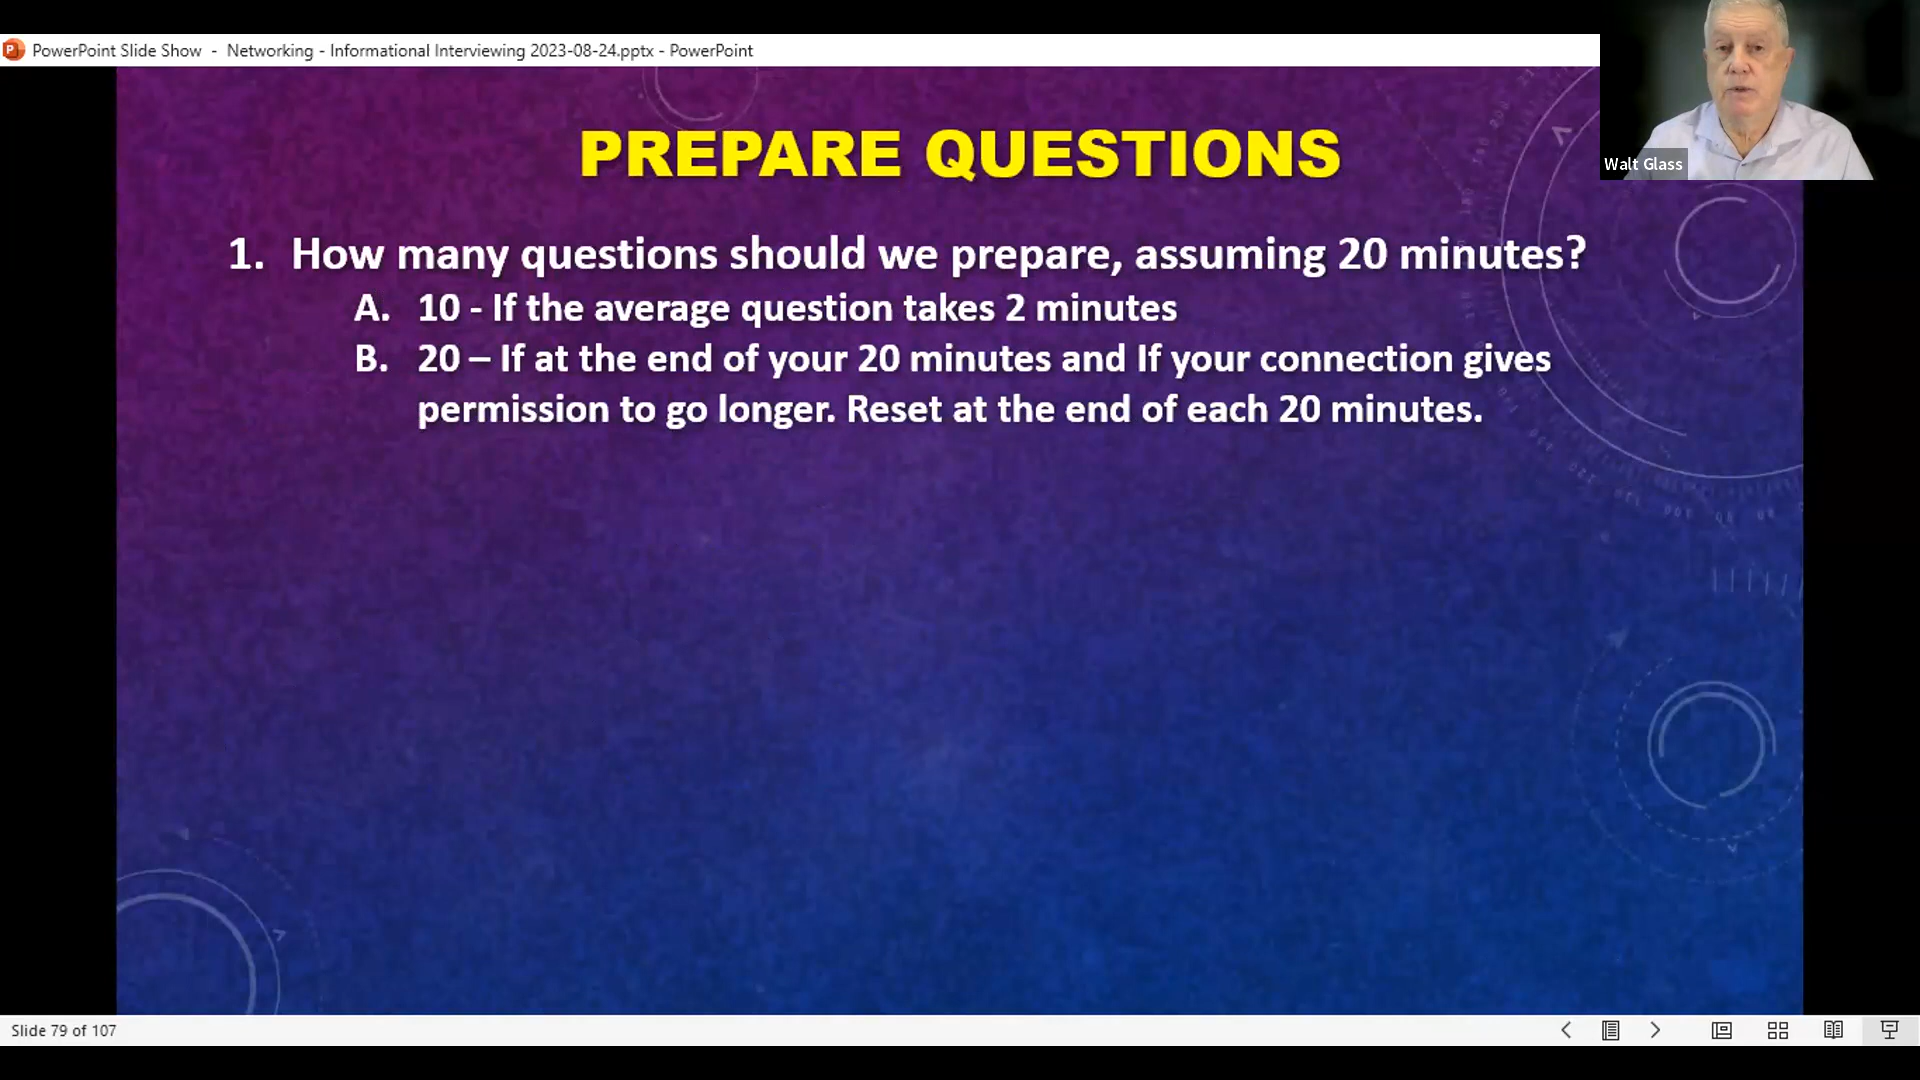 PowerPoint Slide Show - Networking - Informational Interviewing 2023-08-24.pptx - PowerPoint
Walt Glass
PREPARE QUESTIONS
1. How many questions should we prepare, assuming 20 minutes?
A. 10 - If the average question takes 2 minutes
B. 20 – If at the end of your 20 minutes and If your connection gives
permission to go longer. Reset at the end of each 20 minutes.
Slide 79 of 107